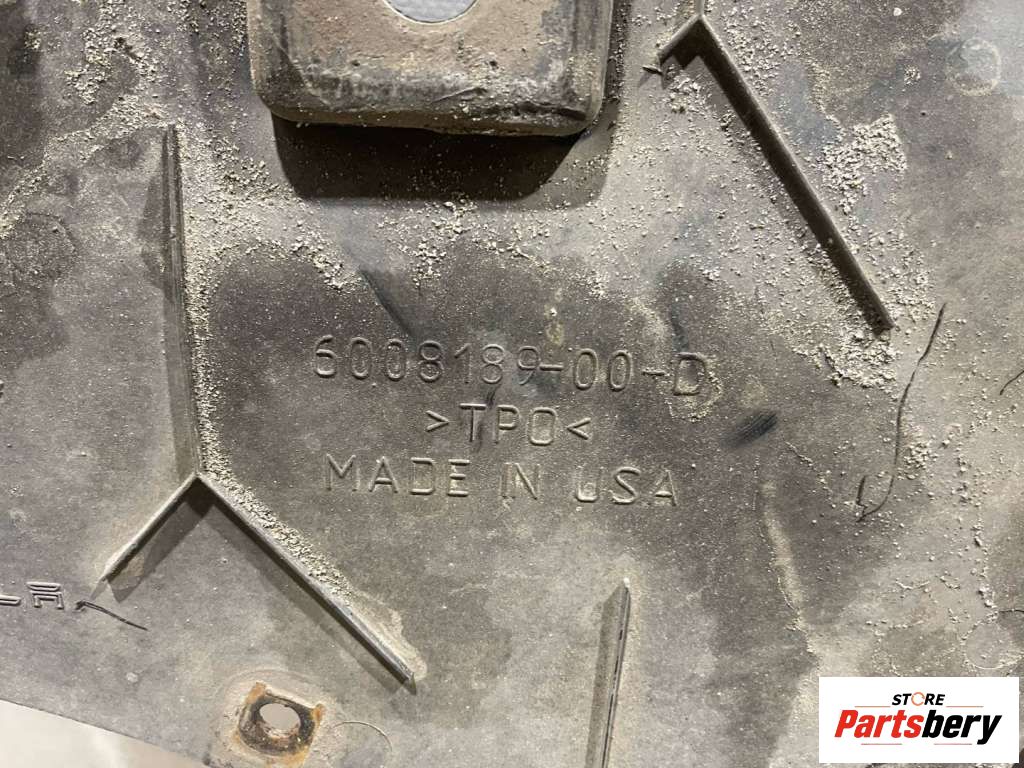 6008189-00-D
>TPO<
MADE IN USA
STORE
Partsbery